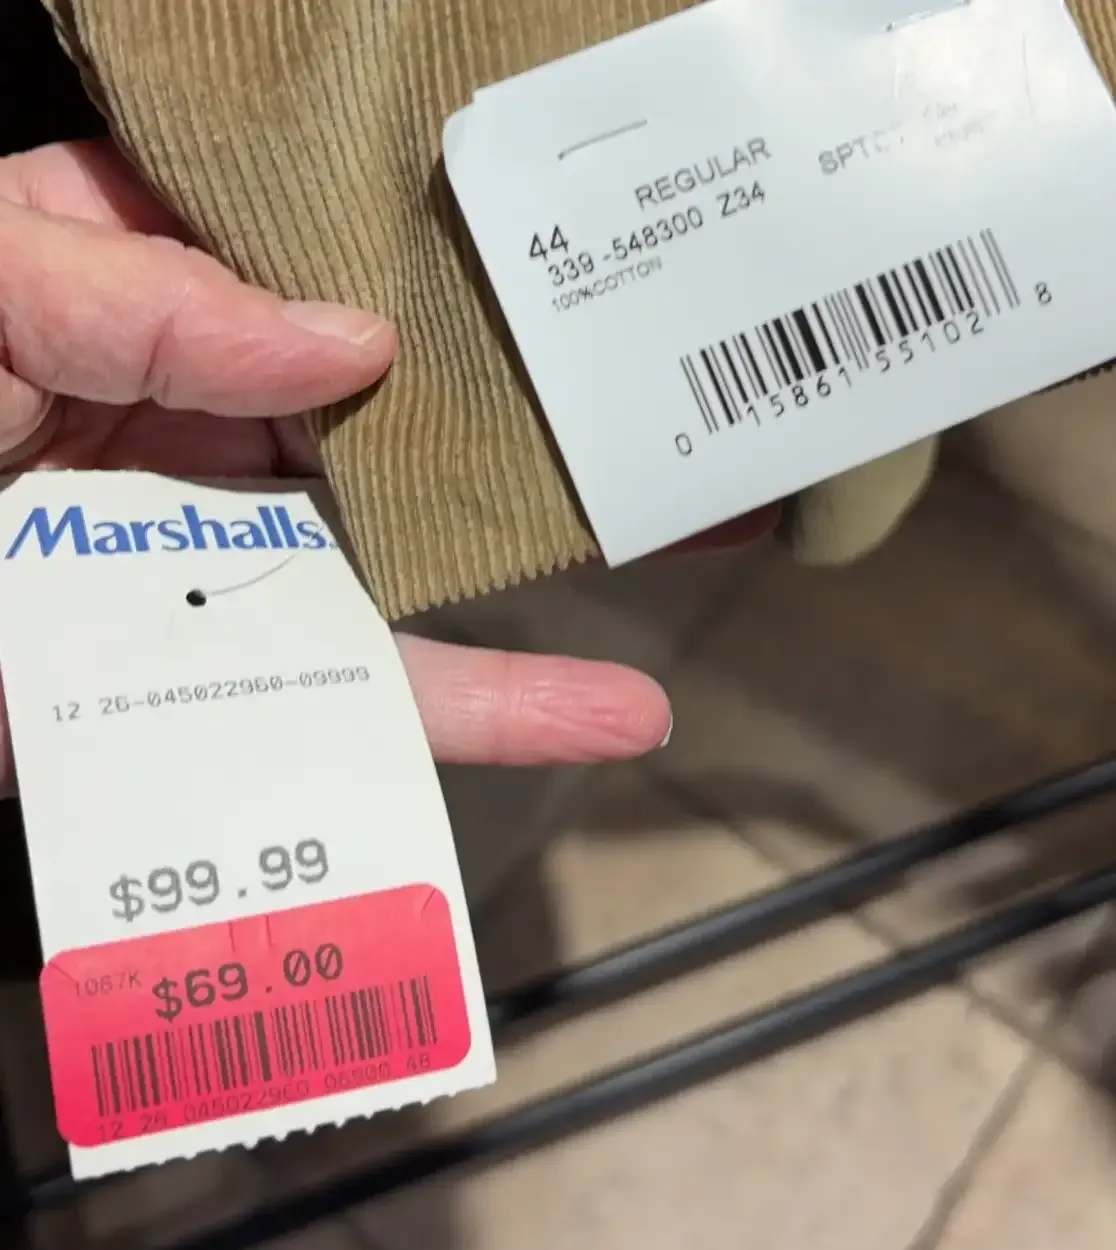 REGULAR
44
339-548300 Z34
100%COTTON
0 15861 55102 8
Marshalls
12 26-045022960-09999
$99.99
1067K $69.00
12 26 045022960 06900 48